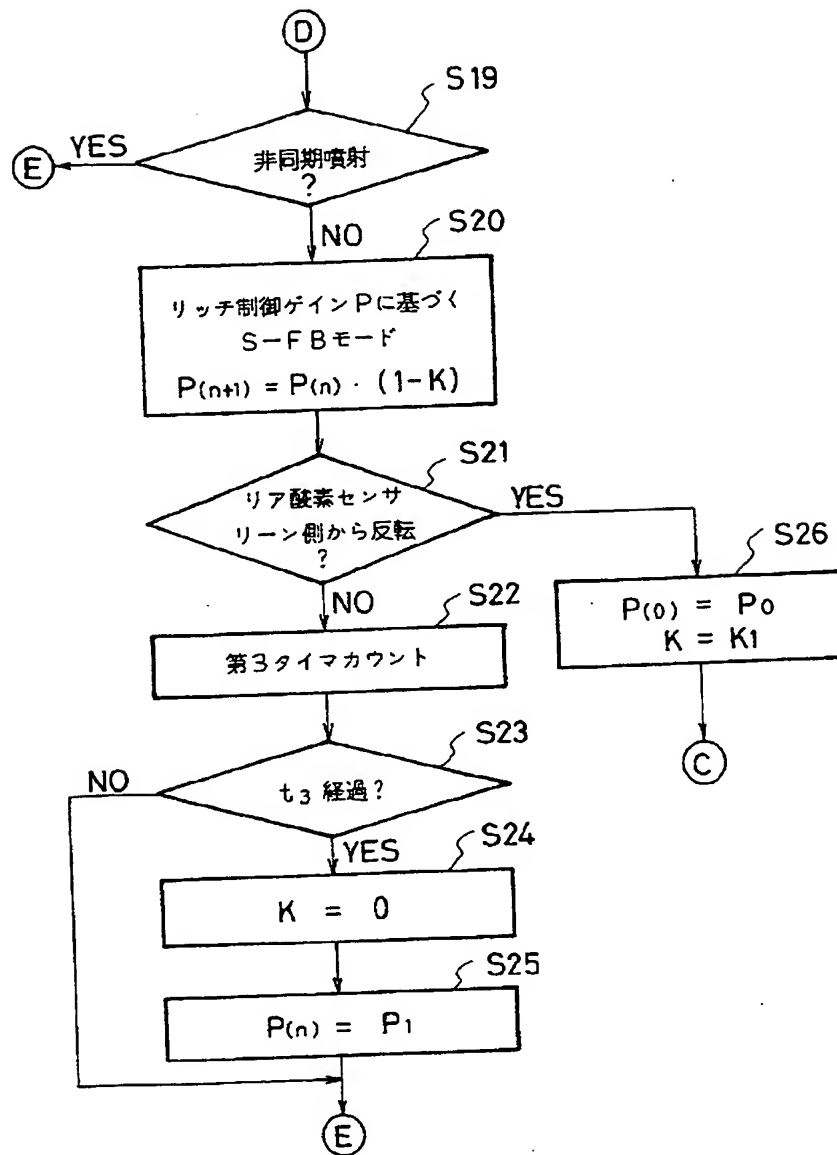 D
S19
非同期噴射
?
YES
E
NO
S20
リッチ制御ゲインPに基づく
S-FBモード
P(n+1) = P(n) · (1-K)
S21
リア酸素センサ
リーン側から反転
?
YES
NO
S26
P(0) = P0
K = K1
C
S22
第3タイマカウント
S23
t3 経過?
NO
YES
S24
K = 0
S25
P(n) = P1
E